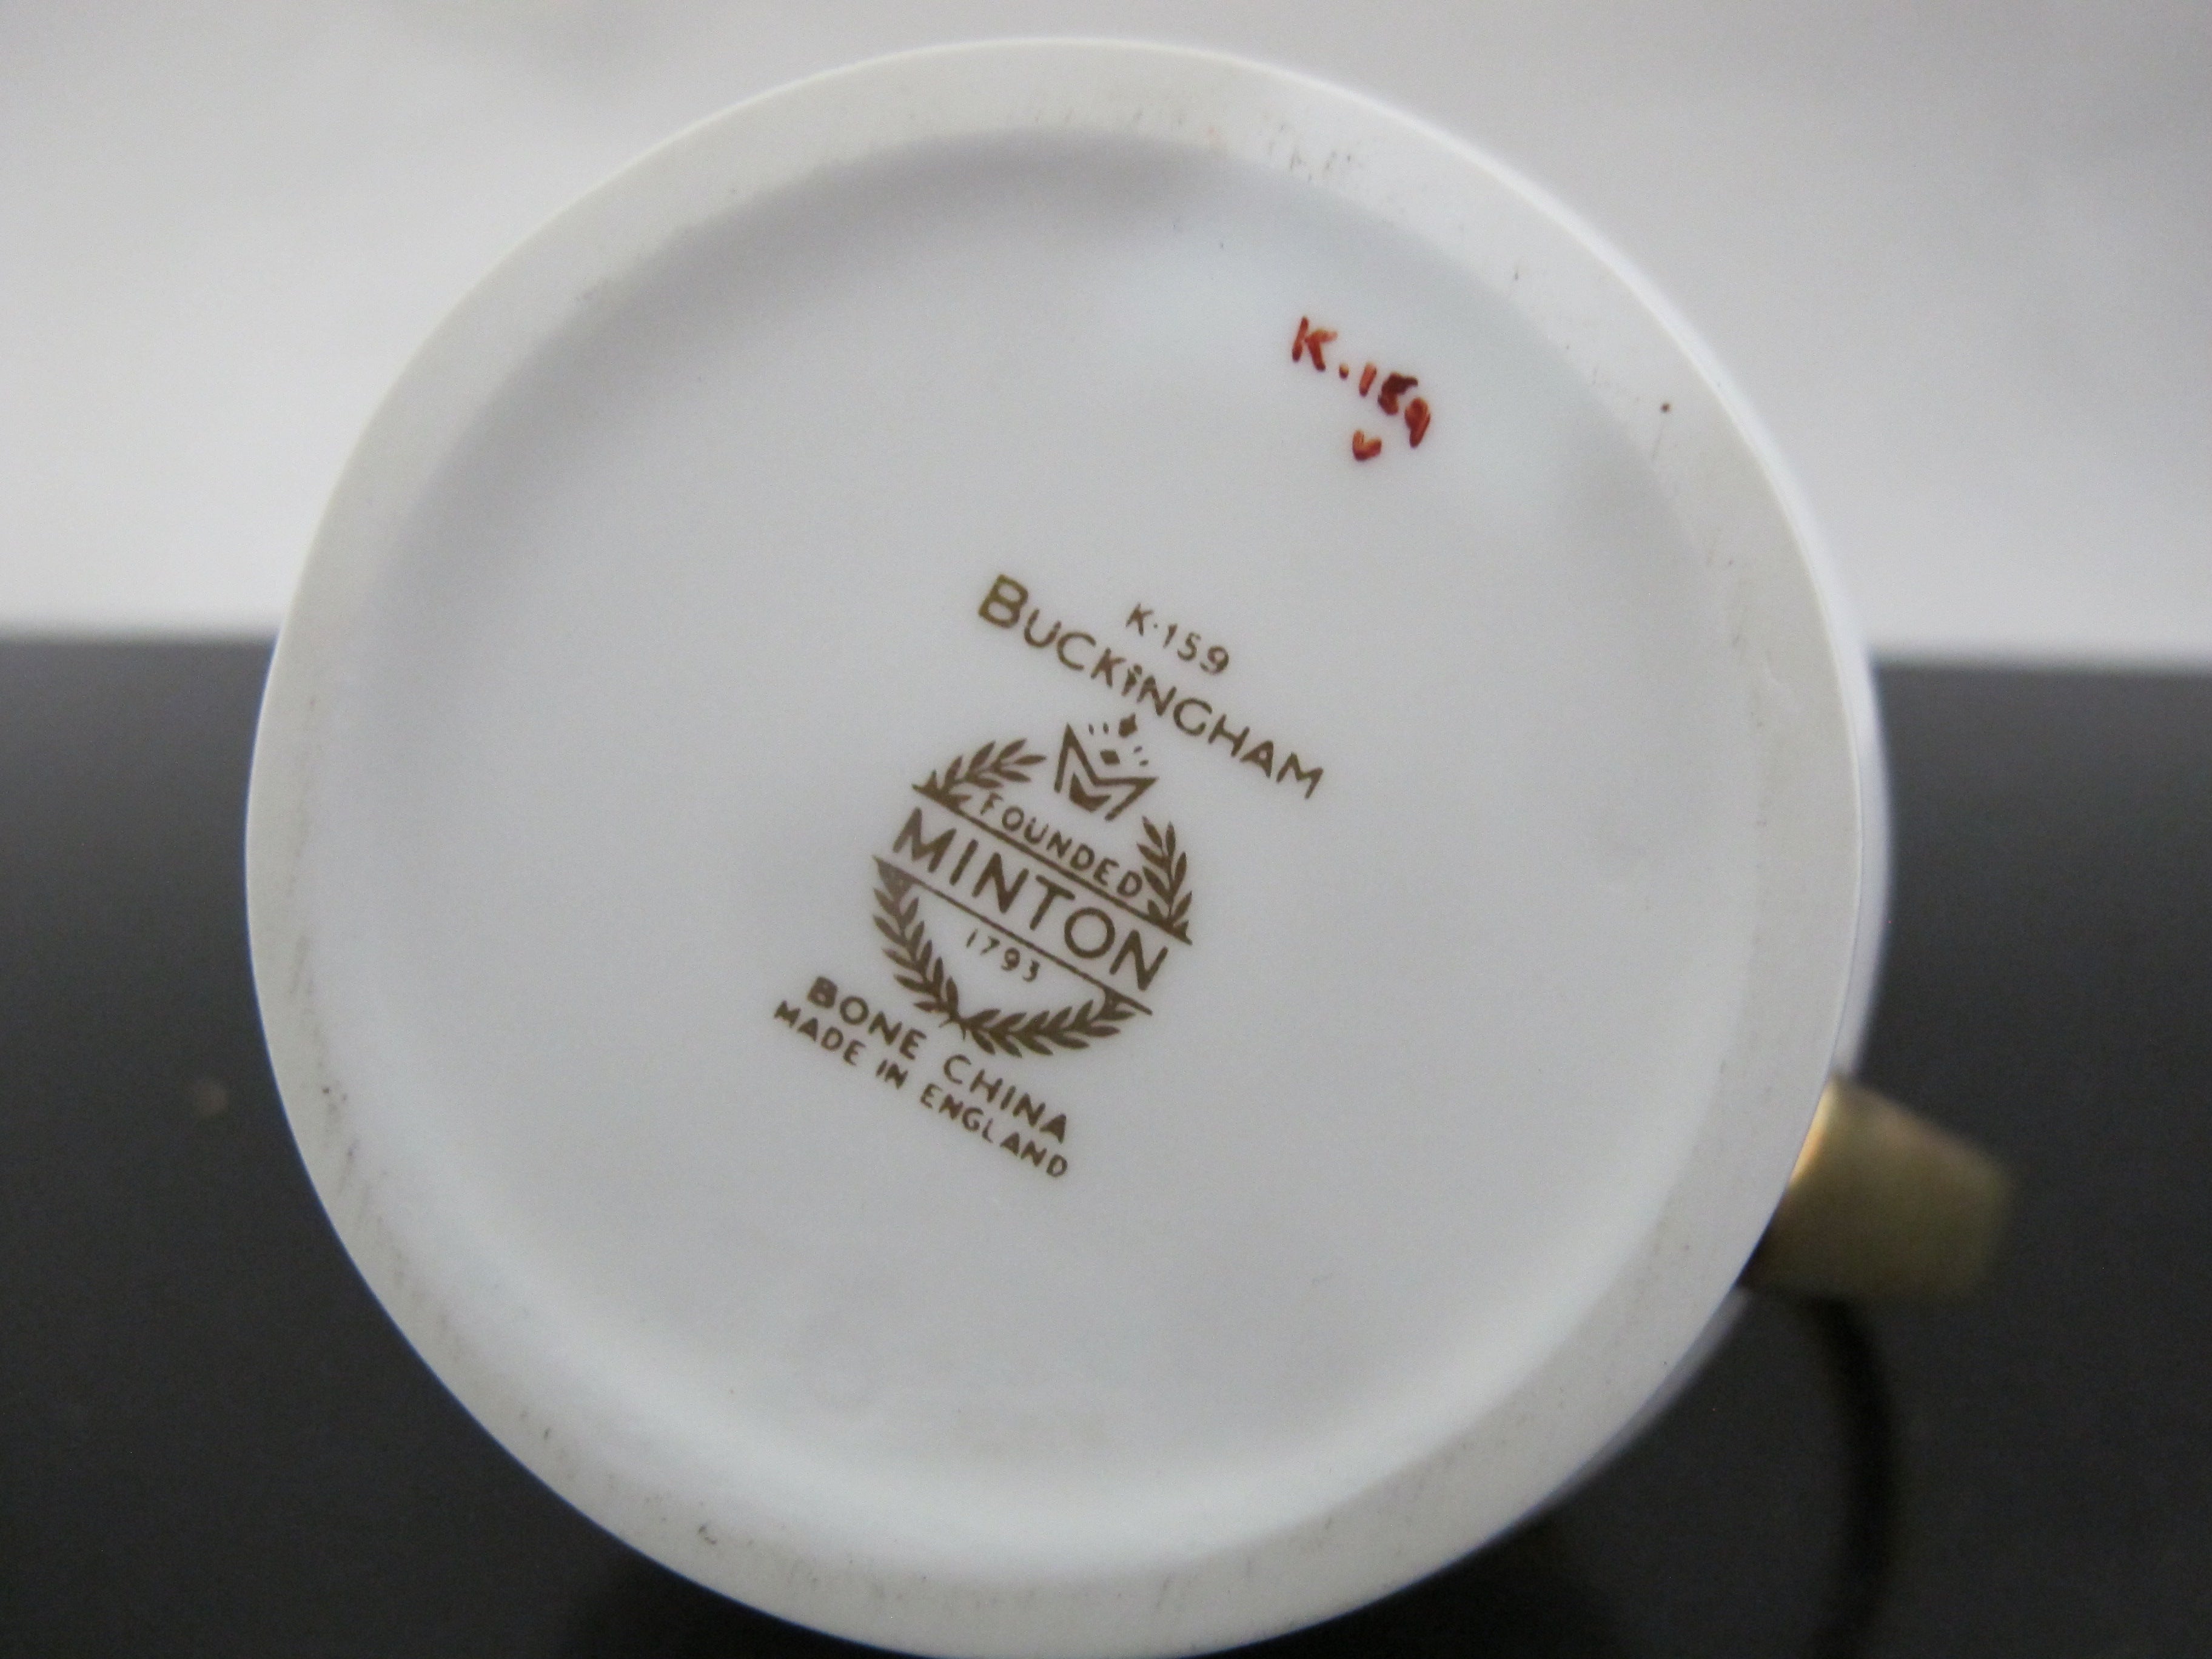 K.159
K·159
BUCKINGHAM
FOUNDED
MINTON
1793
BONE CHINA
MADE IN ENGLAND